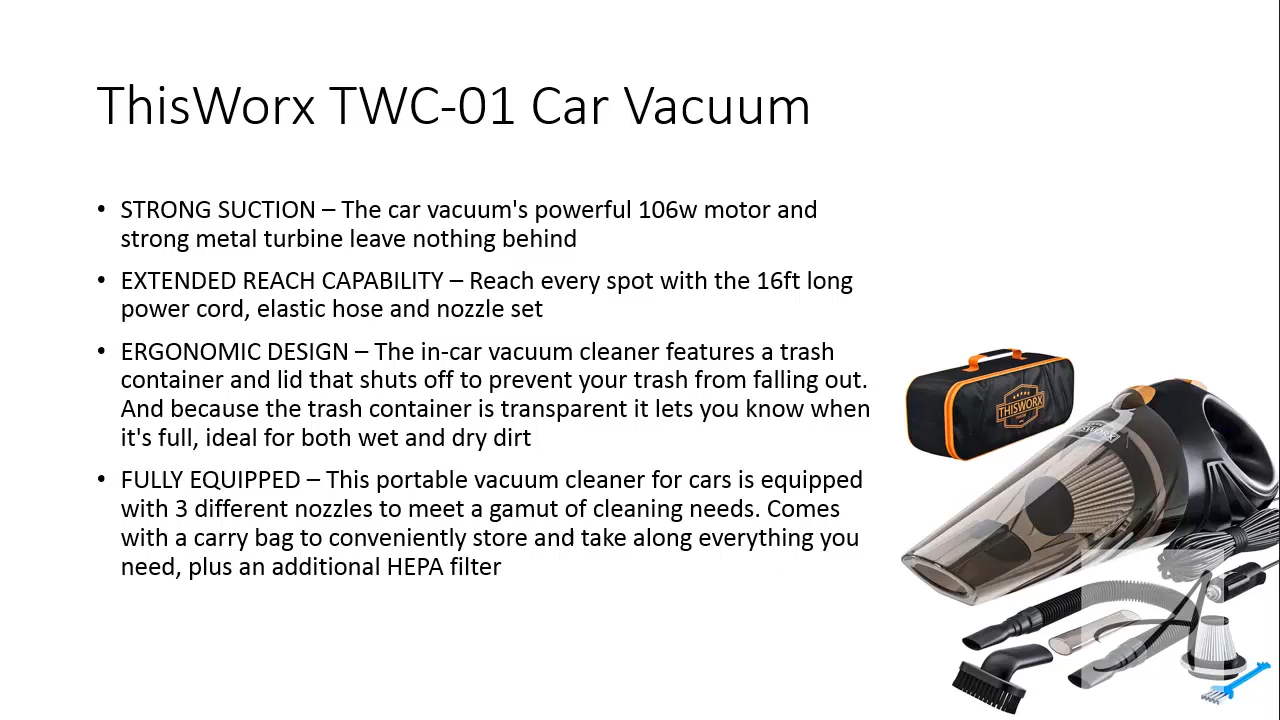 ThisWorx TWC-01 Car Vacuum
• STRONG SUCTION – The car vacuum's powerful 106w motor and
strong metal turbine leave nothing behind
• EXTENDED REACH CAPABILITY – Reach every spot with the 16ft long
power cord, elastic hose and nozzle set
• ERGONOMIC DESIGN – The in-car vacuum cleaner features a trash
container and lid that shuts off to prevent your trash from falling out.
And because the trash container is transparent it lets you know when
it's full, ideal for both wet and dry dirt
• FULLY EQUIPPED – This portable vacuum cleaner for cars is equipped
with 3 different nozzles to meet a gamut of cleaning needs. Comes
with a carry bag to conveniently store and take along everything you
need, plus an additional HEPA filter
THISWORX
THISWORX